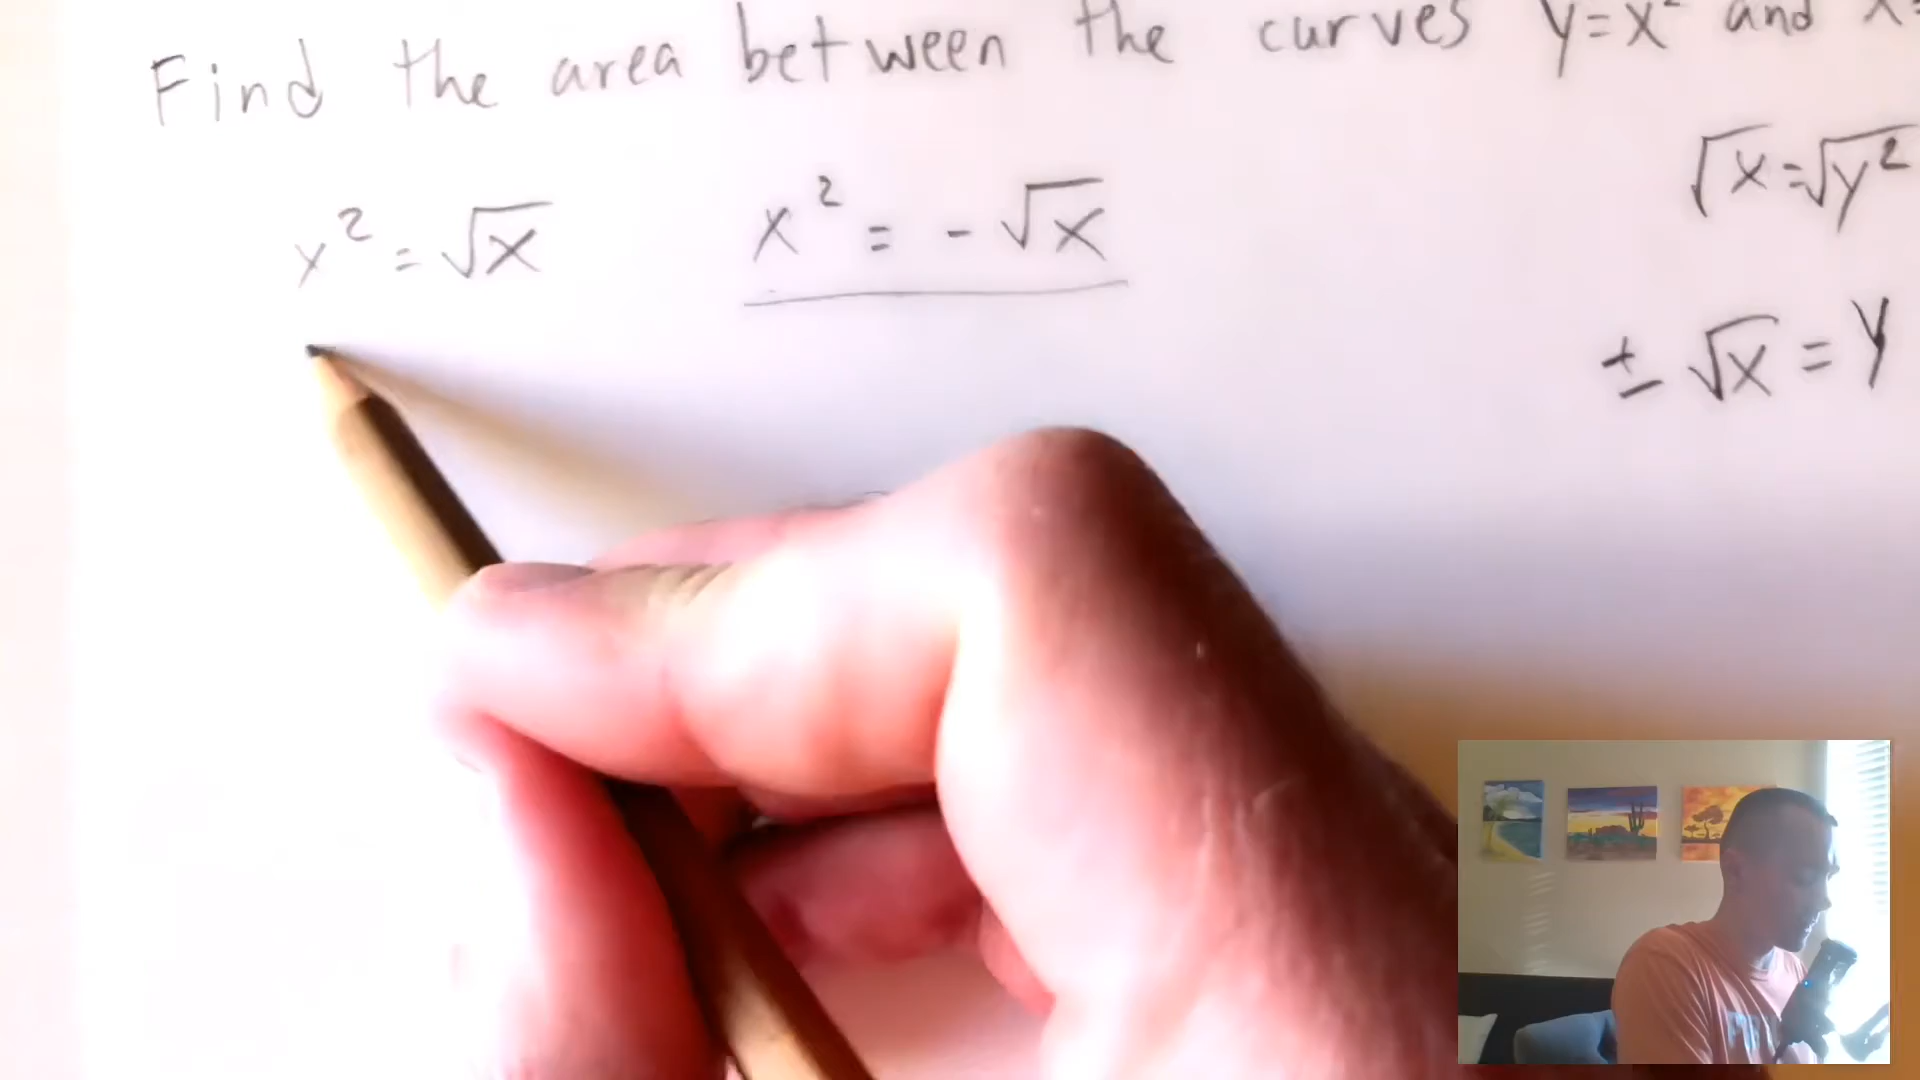 Find the area between the curves y=x² and x=
x² = √x
x² = -√x
√x=√y²
± √x = y